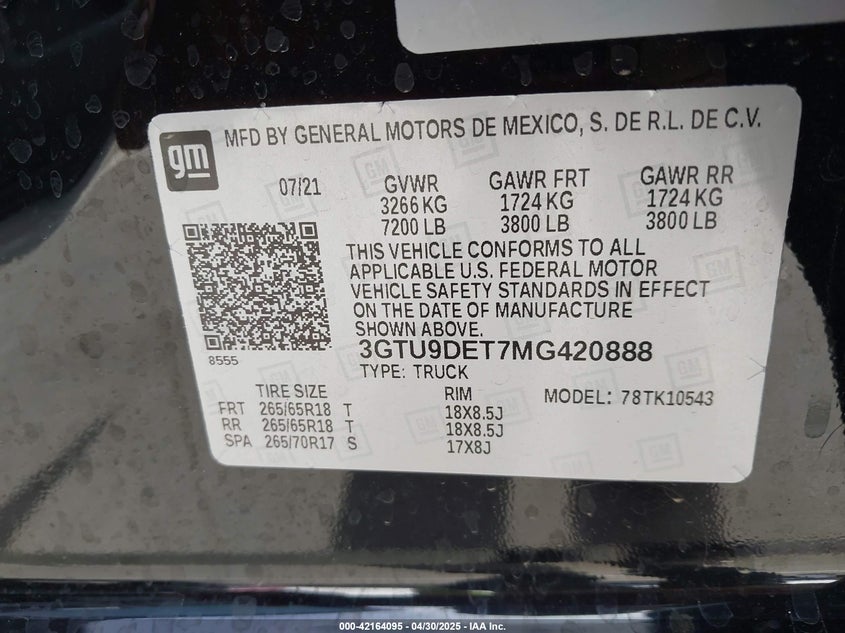 gm
MFD BY GENERAL MOTORS DE MEXICO, S. DE R.L. DE C.V.
07/21
GVWR GAWR FRT GAWR RR
3266 KG 1724 KG 1724 KG
7200 LB 3800 LB 3800 LB
THIS VEHICLE CONFORMS TO ALL
APPLICABLE U.S. FEDERAL MOTOR
VEHICLE SAFETY STANDARDS IN EFFECT
ON THE DATE OF MANUFACTURE
SHOWN ABOVE.
8555
3GTU9DET7MG420888
TYPE: TRUCK
TIRE SIZE RIM MODEL: 78TK10543
FRT 265/65R18 T 18X8.5J
RR 265/65R18 T 18X8.5J
SPA 265/70R17 S 17X8J
000-42164095 - 04/30/2025 - IAA Inc.